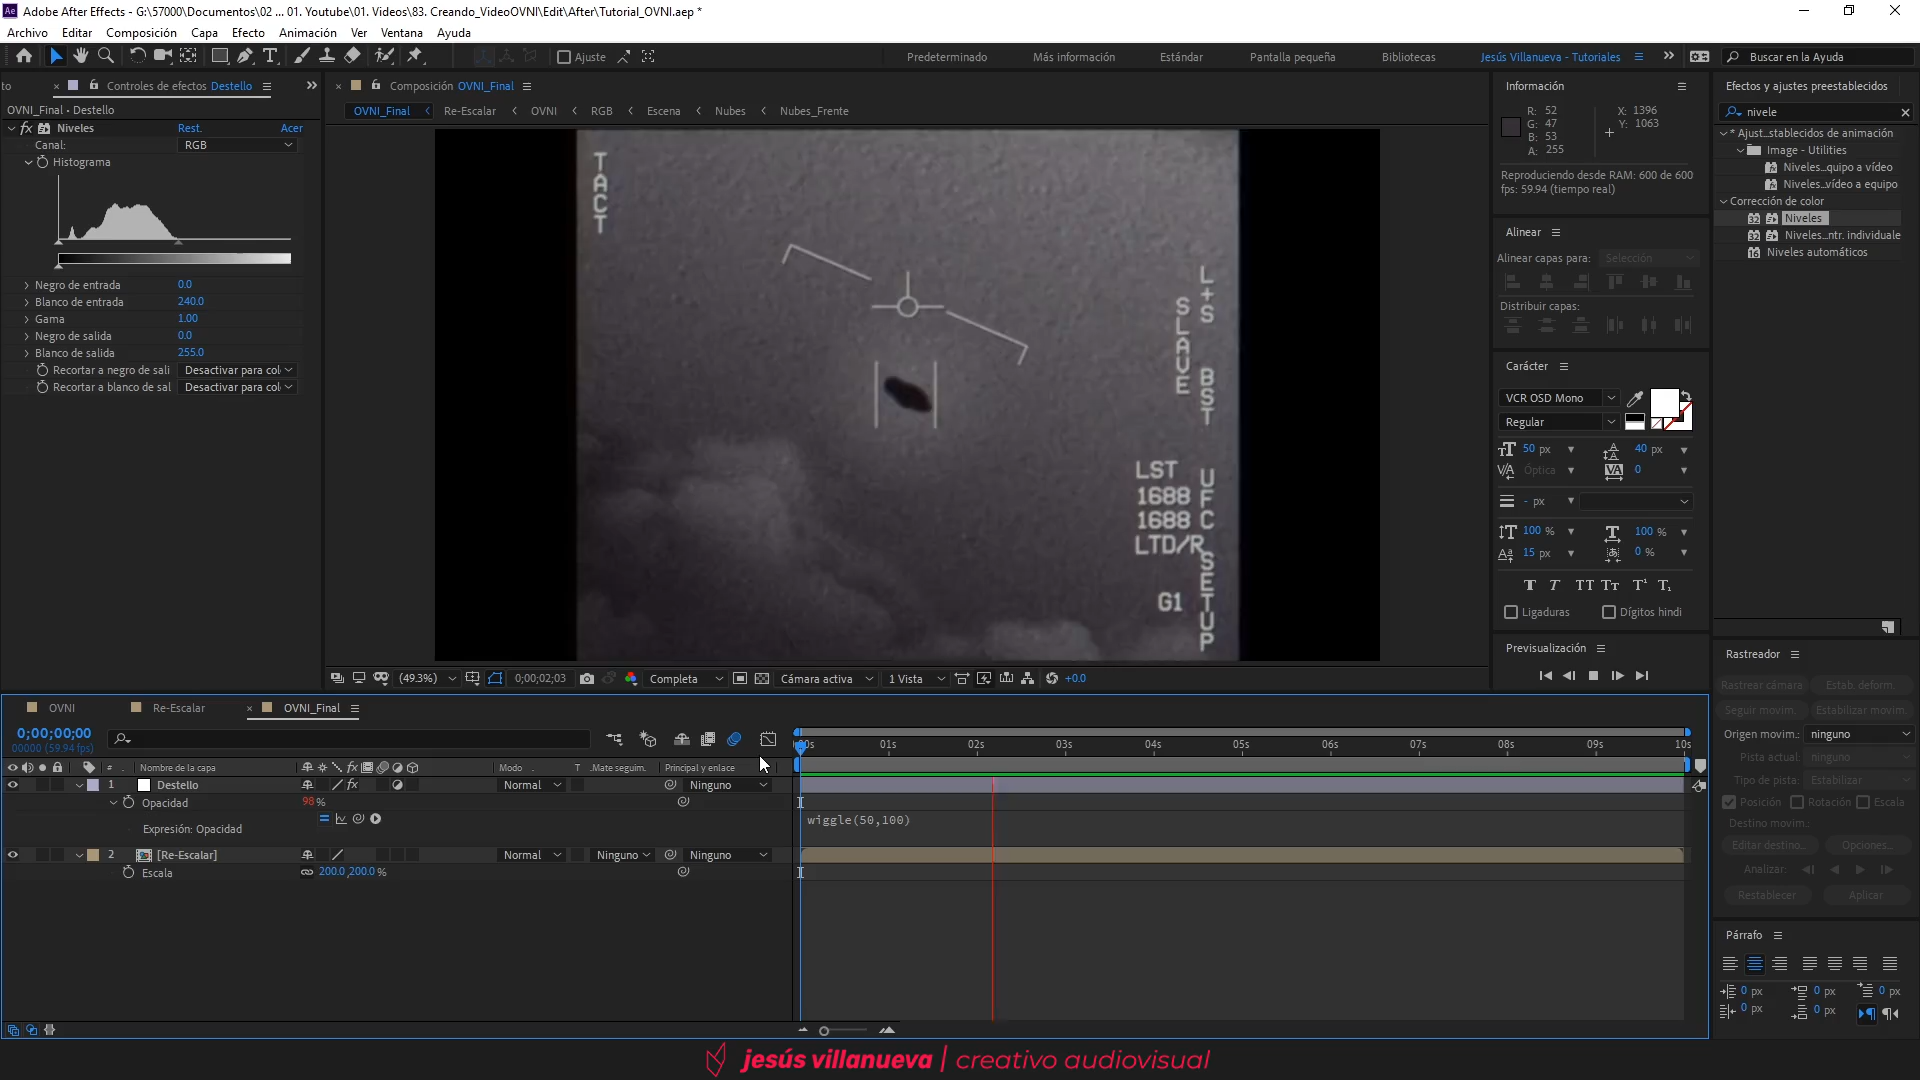 Ae Adobe After Effects - G:\57000\Documentos\02 ... 01. Youtube\01. Videos\83. Creando_VideoOVNI\Edit\After\Tutorial_OVNI.aep *
Archivo Editar Composición Capa Efecto Animación Ver Ventana Ayuda
Ajuste Predeterminado Más información Estándar Pantalla pequeña Bibliotecas Jesús Villanueva - Tutoriales Buscar en la Ayuda
to Controles de efectos Destello
OVNI_Final • Destello
fx Niveles Rest. Acer
Canal: RGB
Histograma
Negro de entrada 0.0
Blanco de entrada 240.0
Gama 1.00
Negro de salida 0.0
Blanco de salida 255.0
Recortar a negro de sali Desactivar para col
Recortar a blanco de sal Desactivar para col
Composición OVNI_Final
OVNI_Final Re-Escalar OVNI RGB Escena Nubes Nubes_Frente
TACT
L+S BST UFC SETUP
SLAVE
LST
1688
1688
LTD/R
G1
(49.3%) 0;00;02;03 Completa Cámara activa 1 Vista +0.0
Información
R: 52 X: 1396
G: 47 Y: 1063
B: 53
A: 255
Reproduciendo desde RAM: 600 de 600
fps: 59.94 (tiempo real)
Alinear
Alinear capas para: Selección
Distribuir capas:
Carácter
VCR OSD Mono
Regular
50 px 40 px
Óptica 0
- px
100 % 100 %
15 px 0 %
T T TT Tt T¹ T₁
Ligaduras Dígitos hindi
Previsualización
Efectos y ajustes preestablecidos
nivele
* Ajust...stablecidos de animación
Image - Utilities
Niveles...quipo a vídeo
Niveles...vídeo a equipo
Corrección de color
32 Niveles
32 Niveles...ntr. individuale
16 Niveles automáticos
Rastreador
Rastrear cámara Estab. deform.
Seguir movim. Estabilizar movim.
Origen movim.: ninguno
Pista actual: ninguno
Tipo de pista: Estabilizar
Posición Rotación Escala
Destino movim.:
Editar destino... Opciones...
Analizar:
Restablecer Aplicar
Párrafo
0 px 0 px 0 px
0 px 0 px
OVNI Re-Escalar OVNI_Final
0;00;00;00
00000 (59.94 fps)
00s 01s 02s 03s 04s 05s 06s 07s 08s 09s 10s
# Nombre de la capa fx Modo T .Mate seguim. Principal y enlace
1 Destello fx Normal Ninguno
Opacidad 98%
Expresión: Opacidad wiggle(50,100)
2 [Re-Escalar] Normal Ninguno Ninguno
Escala 200.0,200.0%
jesús villanueva | creativo audiovisual